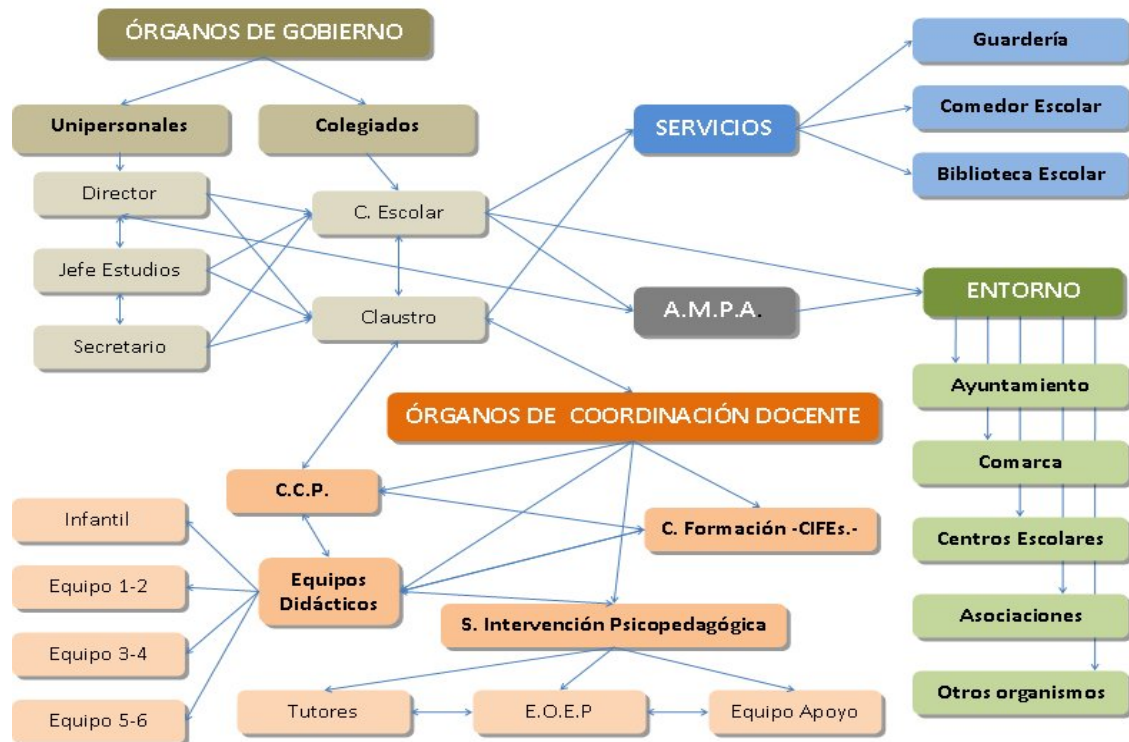 ÓRGANOS DE GOBIERNO
Unipersonales
Colegiados
Director
Jefe Estudios
Secretario
C. Escolar
Claustro
SERVICIOS
Guardería
Comedor Escolar
Biblioteca Escolar
A.M.P.A.
ENTORNO
Ayuntamiento
Comarca
Centros Escolares
Asociaciones
Otros organismos
ÓRGANOS DE COORDINACIÓN DOCENTE
C.C.P.
C. Formación -CIFEs.-
Equipos
Didácticos
Infantil
Equipo 1-2
Equipo 3-4
Equipo 5-6
S. Intervención Psicopedagógica
Tutores
E.O.E.P
Equipo Apoyo